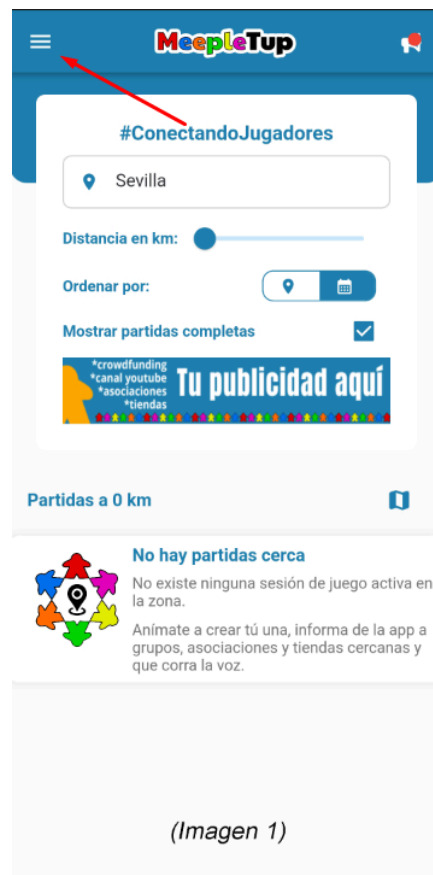 MeepleTup
#ConectandoJugadores
Sevilla
Distancia en km:
Ordenar por:
Mostrar partidas completas
*crowdfunding
*canal youtube
*asociaciones
*tiendas
Tu publicidad aquí
Partidas a 0 km
No hay partidas cerca
No existe ninguna sesión de juego activa en
la zona.
Anímate a crear tú una, informa de la app a
grupos, asociaciones y tiendas cercanas y
que corra la voz.
(Imagen 1)